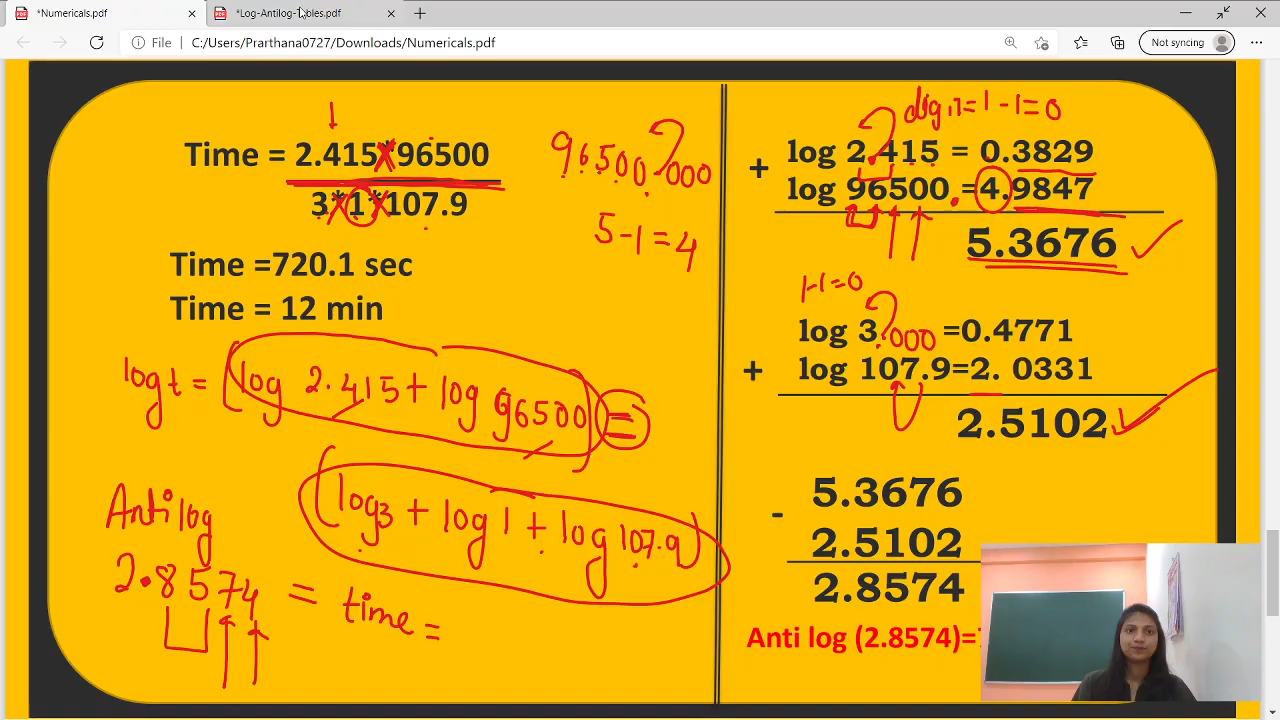 *Numericals.pdf
*Log-Antilog-Tables.pdf
File C:/Users/Prarthana0727/Downloads/Numericals.pdf
Not syncing
Time = 2.415*96500
3*1*107.9
Time =720.1 sec
Time = 12 min
96500.000
5-1=4
log t = (log 2.415 + log 96500) =
(log 3 + log 1 + log 107.9)
Anti log
2.8574 = time =
1-1=0
+ log 2.415 = 0.3829
log 96500.=4.9847
5.3676
1-1=0
log 3.000 =0.4771
+ log 107.9=2. 0331
2.5102
- 5.3676
2.5102
2.8574
Anti log (2.8574)=